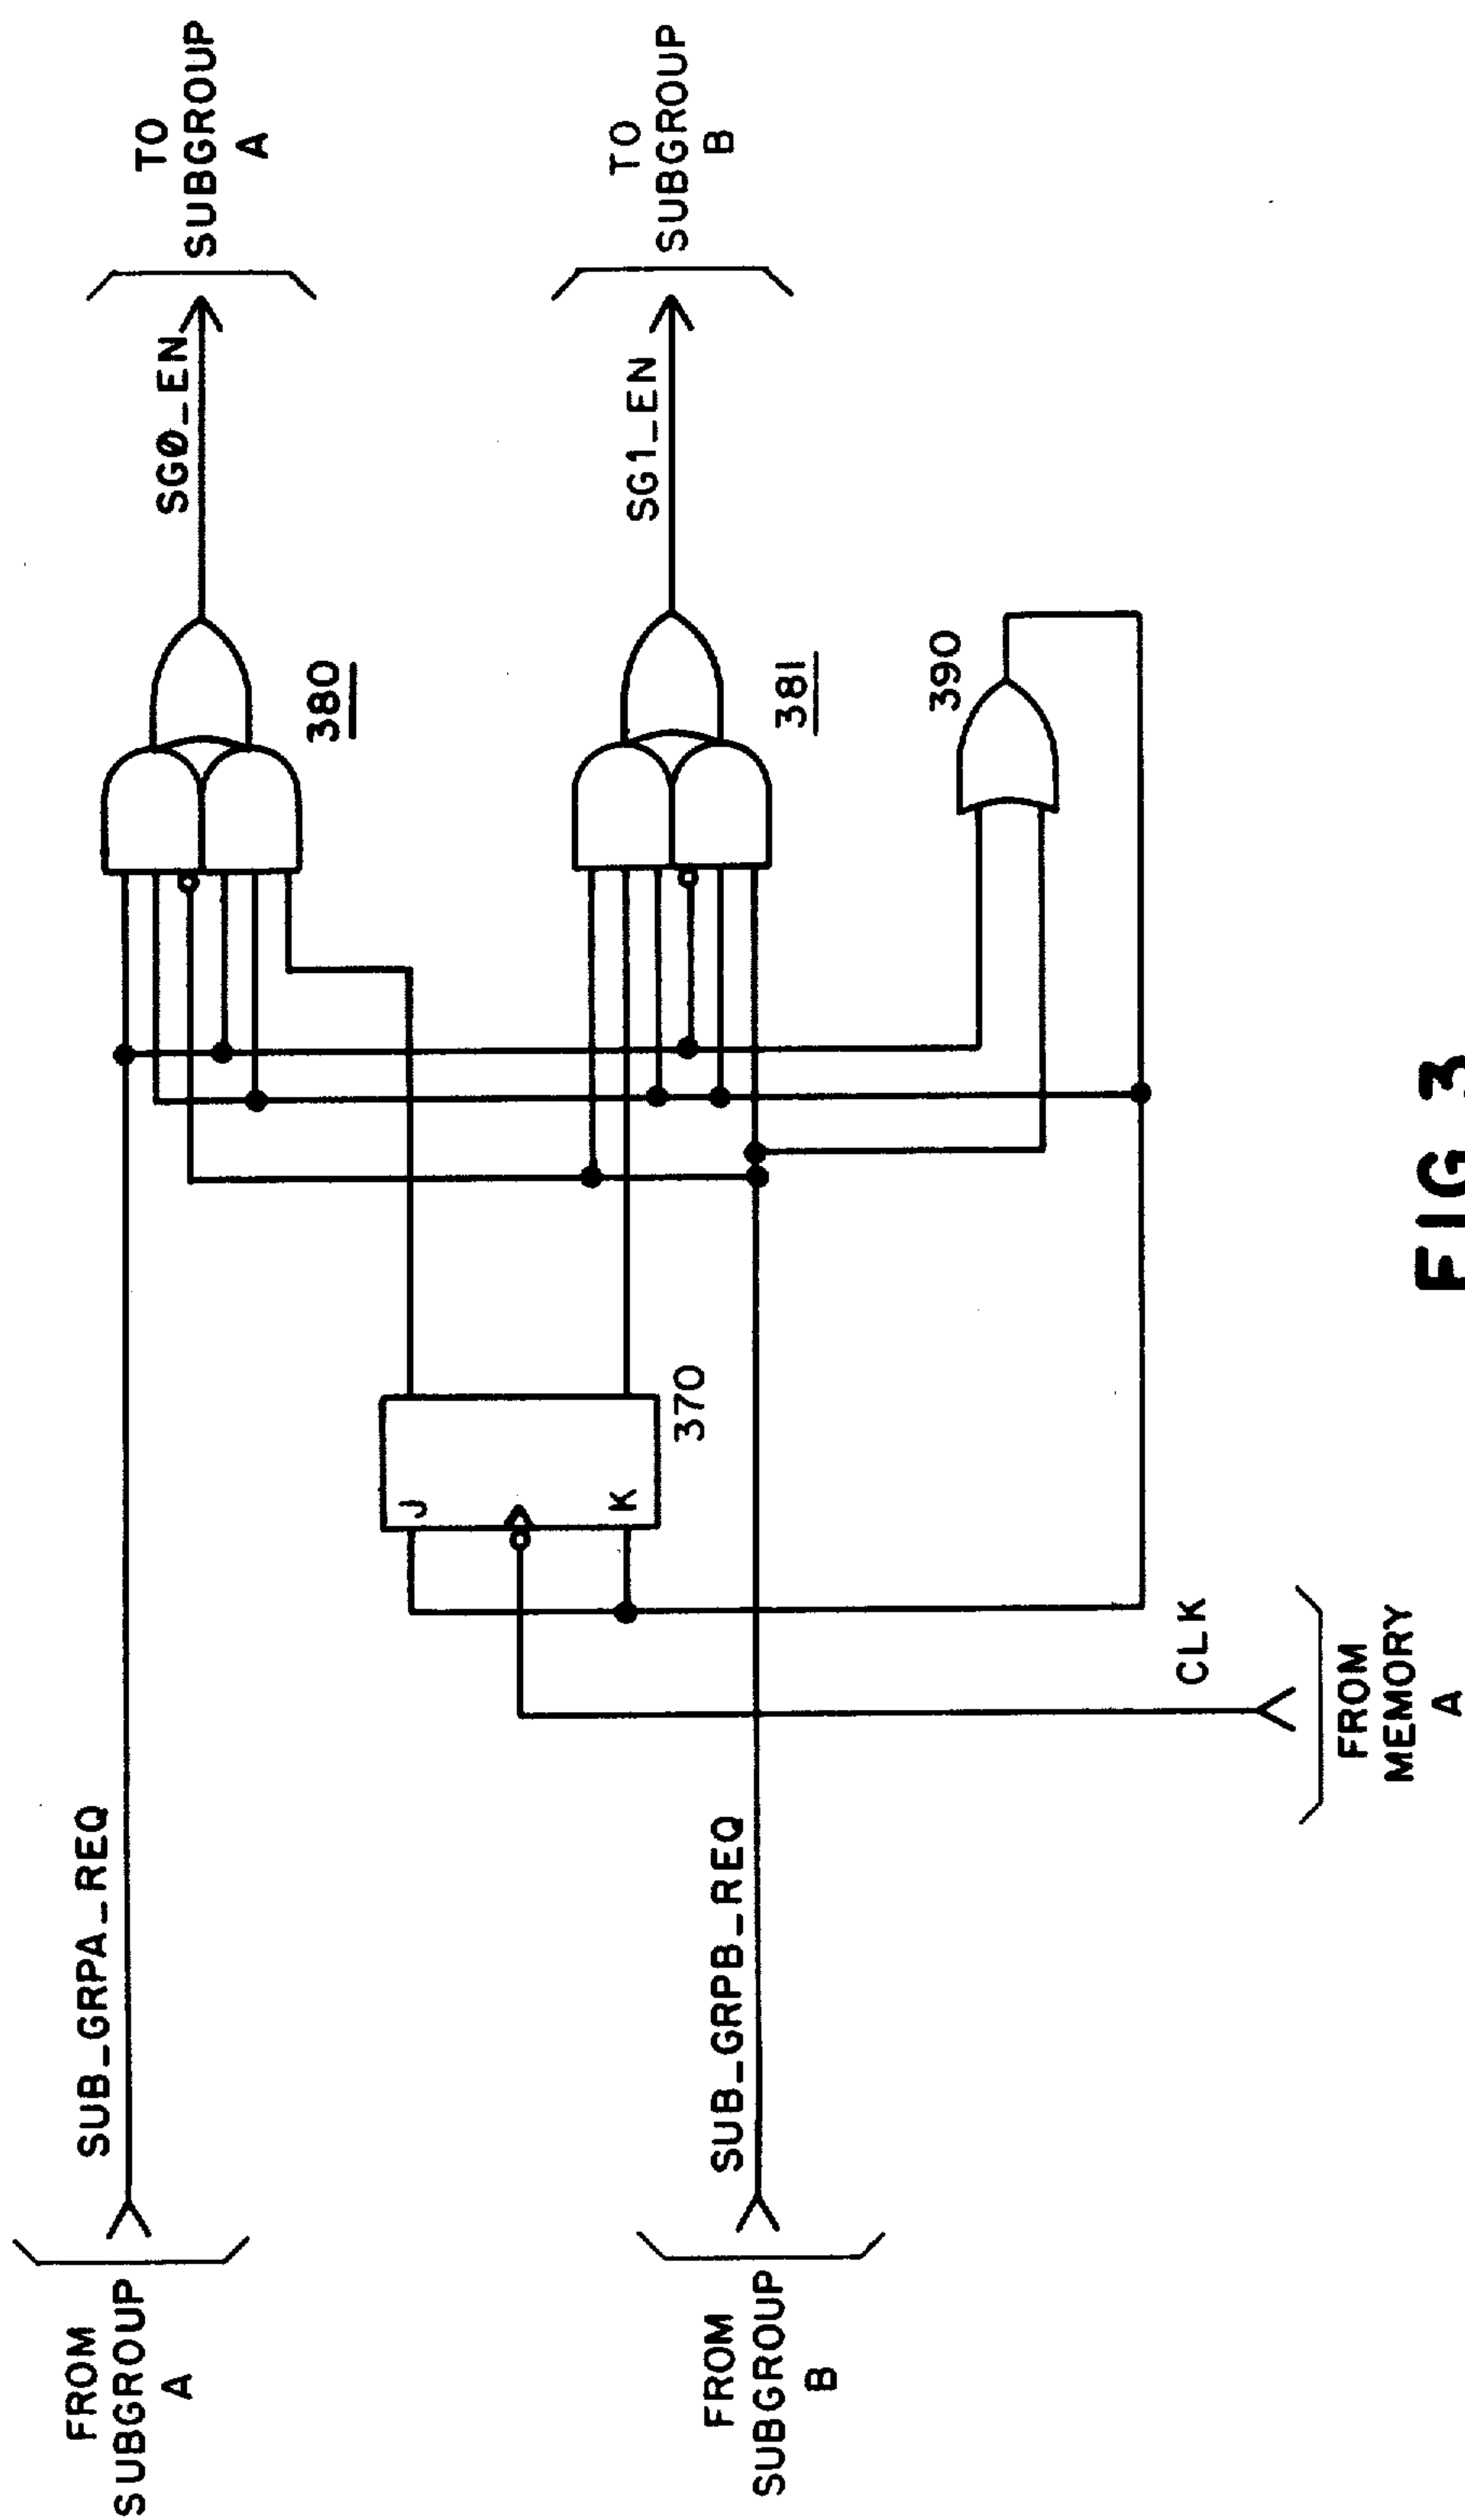 FROM
SUBGROUP
A
SUB_GRPA_REQ
SGØ_EN
TO
SUBGROUP
A
380
J
K
370
FROM
SUBGROUP
B
SUB_GRPB_REQ
SG1_EN
TO
SUBGROUP
B
381
390
CLK
FROM
MEMORY
A
FIG 3